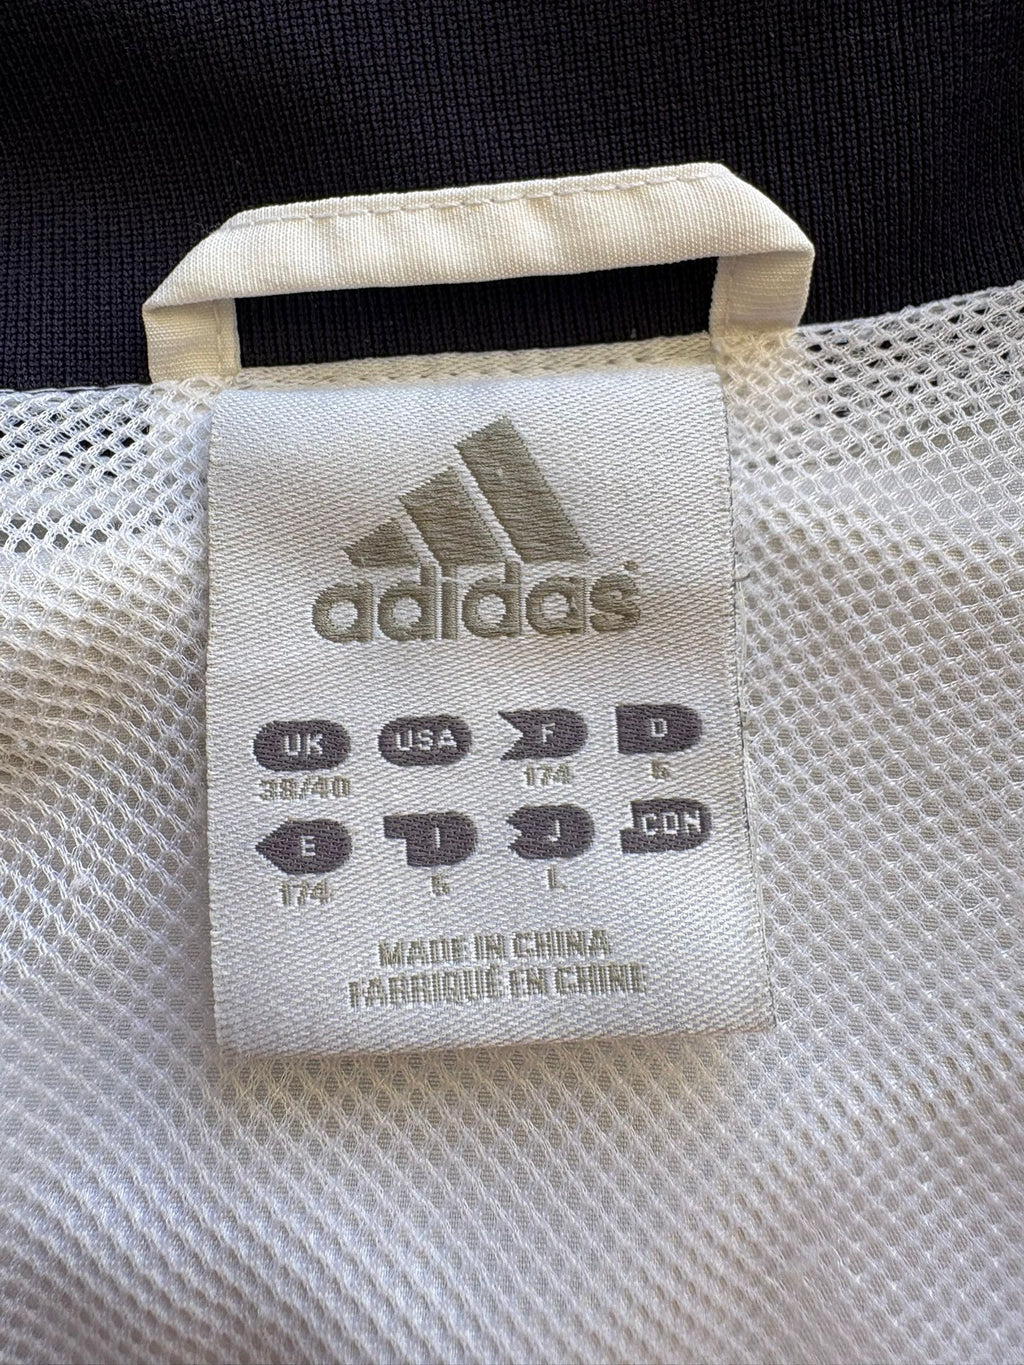 adidas
UK USA F D
38/40 174 5
E I J CDN
174 5 L
MADE IN CHINA
FABRIQUÉ EN CHINE